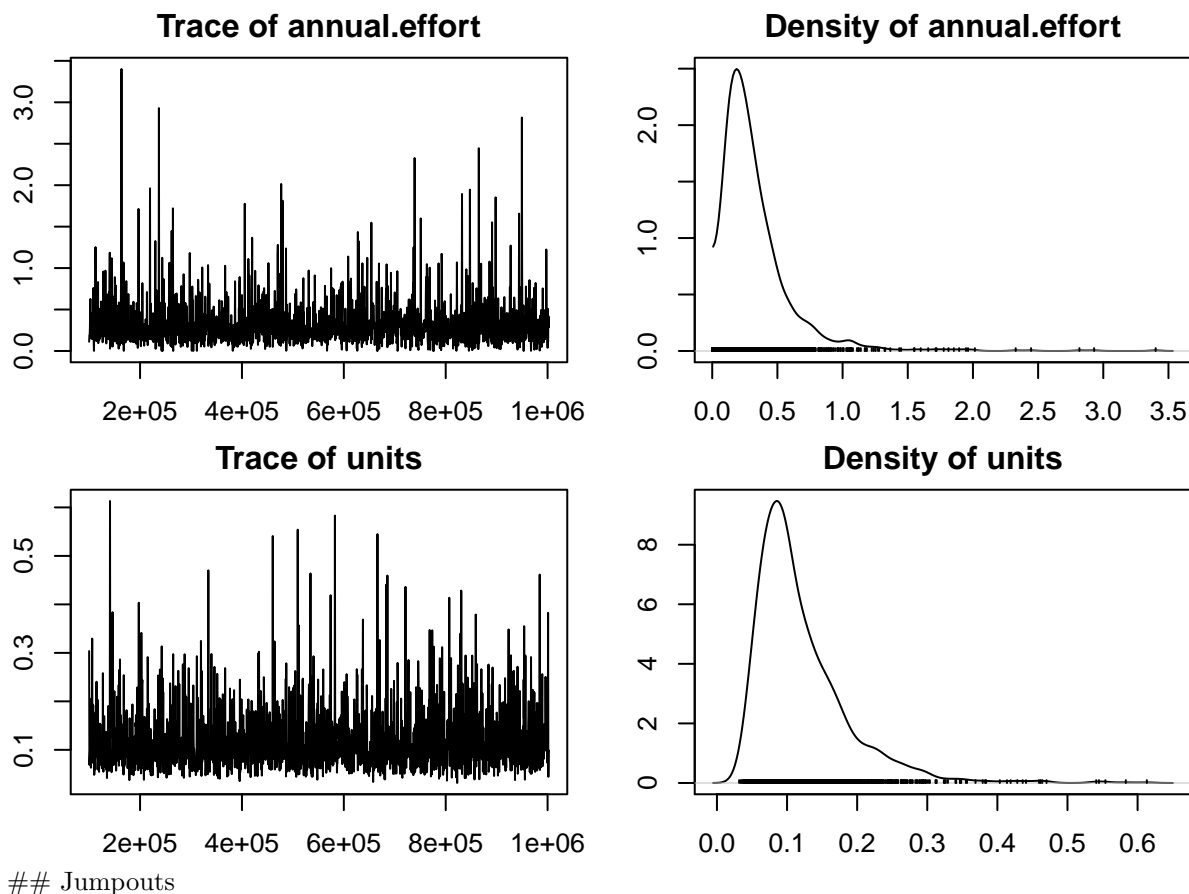 Trace of annual.effort
0.0 1.0 2.0 3.0
2e+05 4e+05 6e+05 8e+05 1e+06
Density of annual.effort
0.0 1.0 2.0
0.0 0.5 1.0 1.5 2.0 2.5 3.0 3.5
Trace of units
0.1 0.3 0.5
2e+05 4e+05 6e+05 8e+05 1e+06
Density of units
0 2 4 6 8
0.0 0.1 0.2 0.3 0.4 0.5 0.6
## Jumpouts